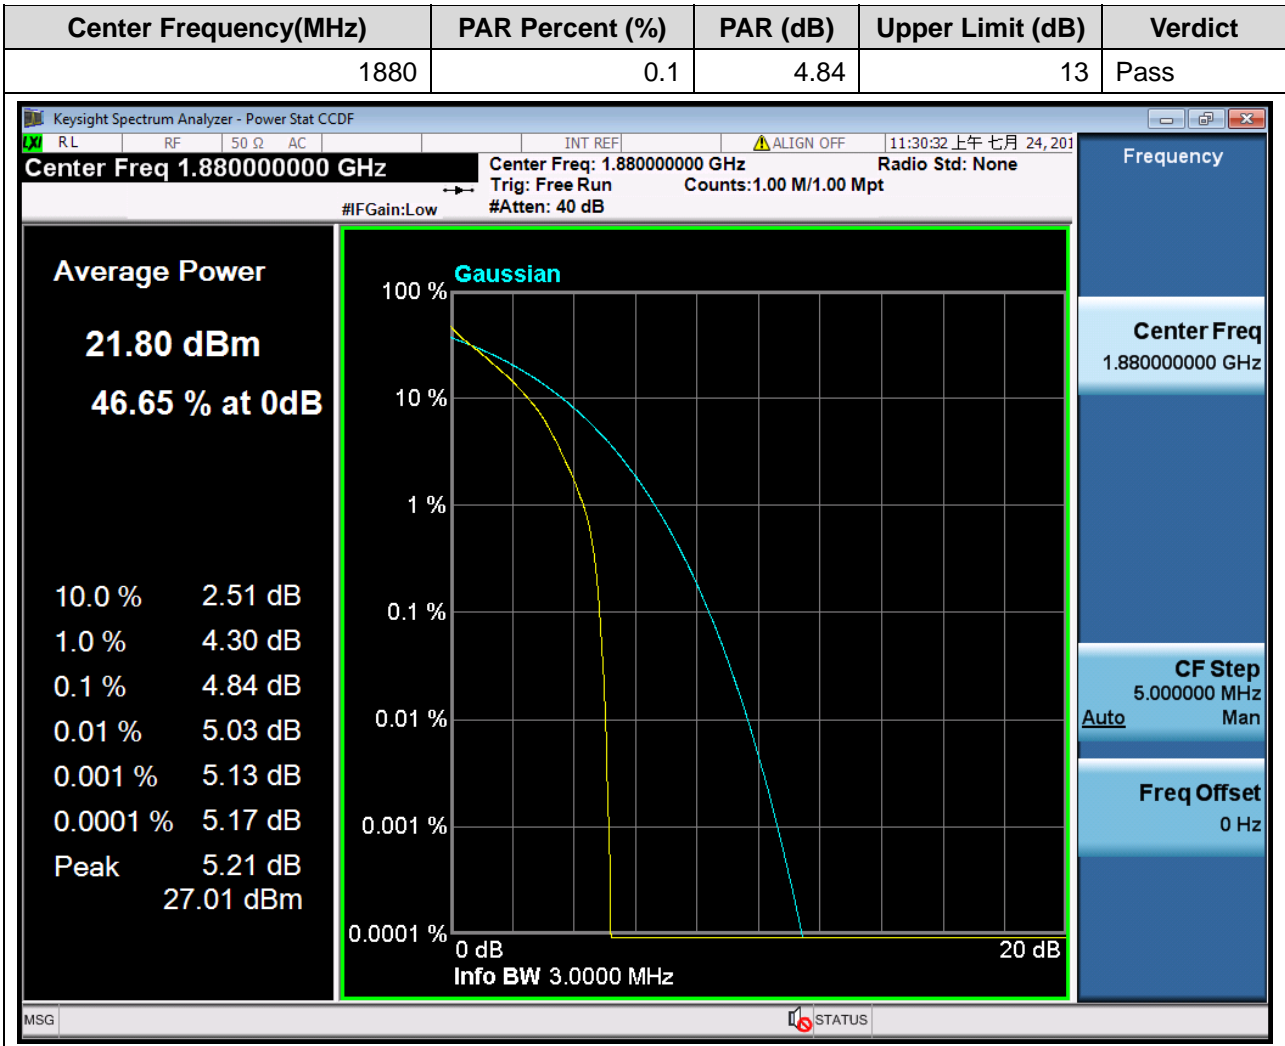 Center Frequency(MHz) PAR Percent (%) PAR (dB) Upper Limit (dB) Verdict
1880 0.1 4.84 13 Pass
Keysight Spectrum Analyzer - Power Stat CCDF
LXI RL RF 50 Ω AC INT REF ALIGN OFF 11:30:32 上午 七月 24, 201
Center Freq 1.880000000 GHz
Center Freq: 1.880000000 GHz Radio Std: None
Trig: Free Run Counts:1.00 M/1.00 Mpt
#IFGain:Low #Atten: 40 dB
Average Power
21.80 dBm
46.65 % at 0dB
10.0 % 2.51 dB
1.0 % 4.30 dB
0.1 % 4.84 dB
0.01 % 5.03 dB
0.001 % 5.13 dB
0.0001 % 5.17 dB
Peak 5.21 dB
27.01 dBm
Gaussian
100 %
10 %
1 %
0.1 %
0.01 %
0.001 %
0.0001 %
0 dB 20 dB
Info BW 3.0000 MHz
Frequency
Center Freq
1.880000000 GHz
CF Step
5.000000 MHz
Auto Man
Freq Offset
0 Hz
MSG STATUS